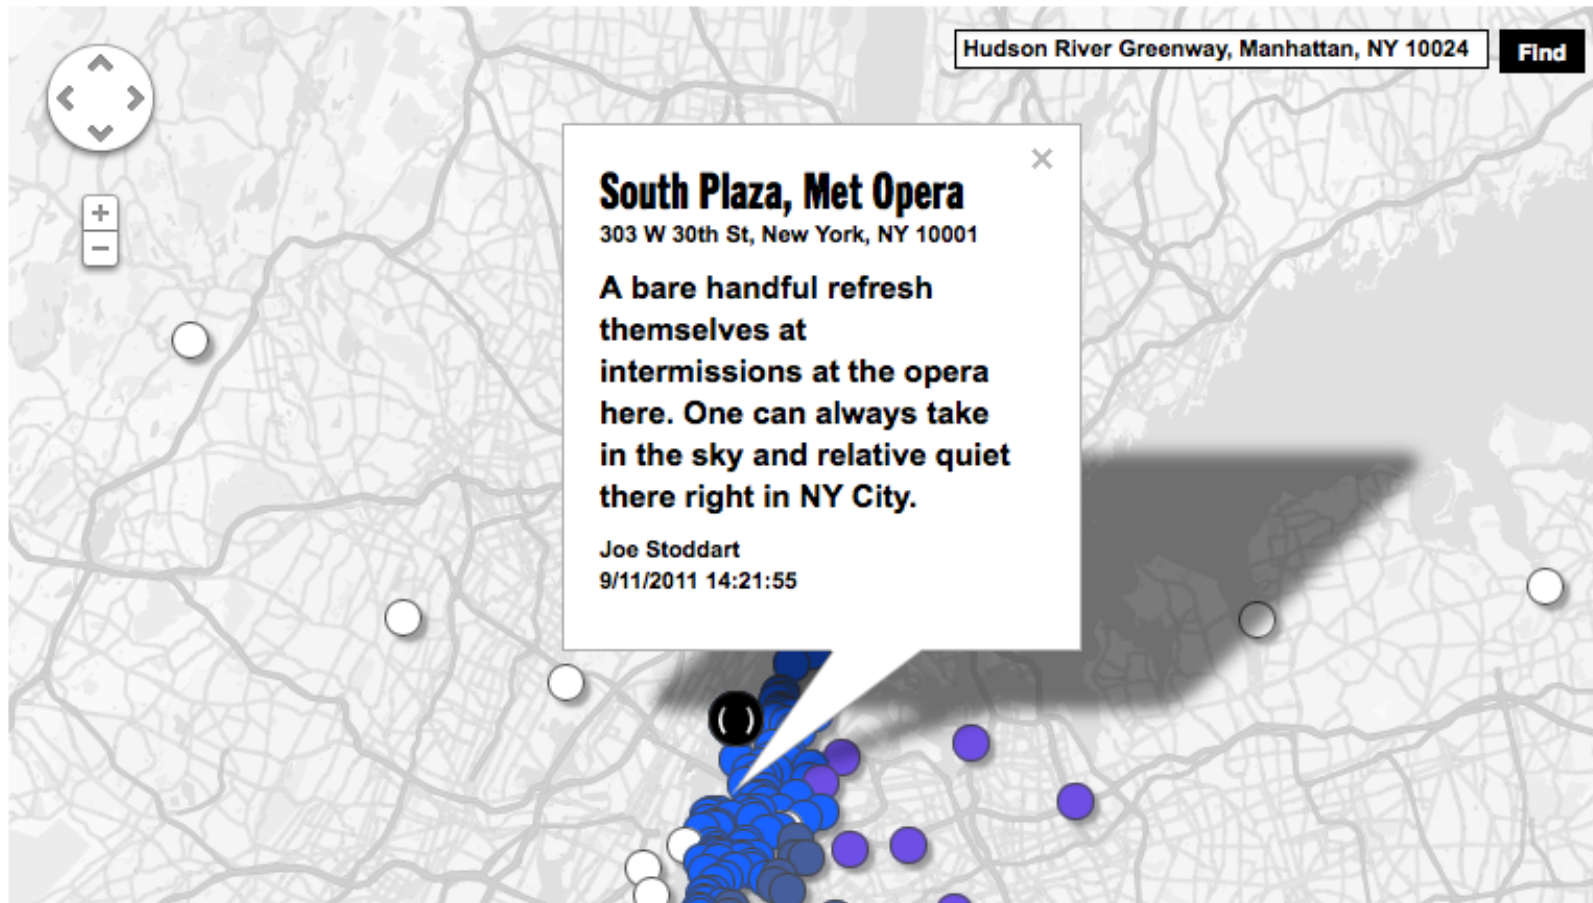 Hudson River Greenway, Manhattan, NY 10024
Find
South Plaza, Met Opera
303 W 30th St, New York, NY 10001
A bare handful refresh
themselves at
intermissions at the opera
here. One can always take
in the sky and relative quiet
there right in NY City.
Joe Stoddart
9/11/2011 14:21:55
( )